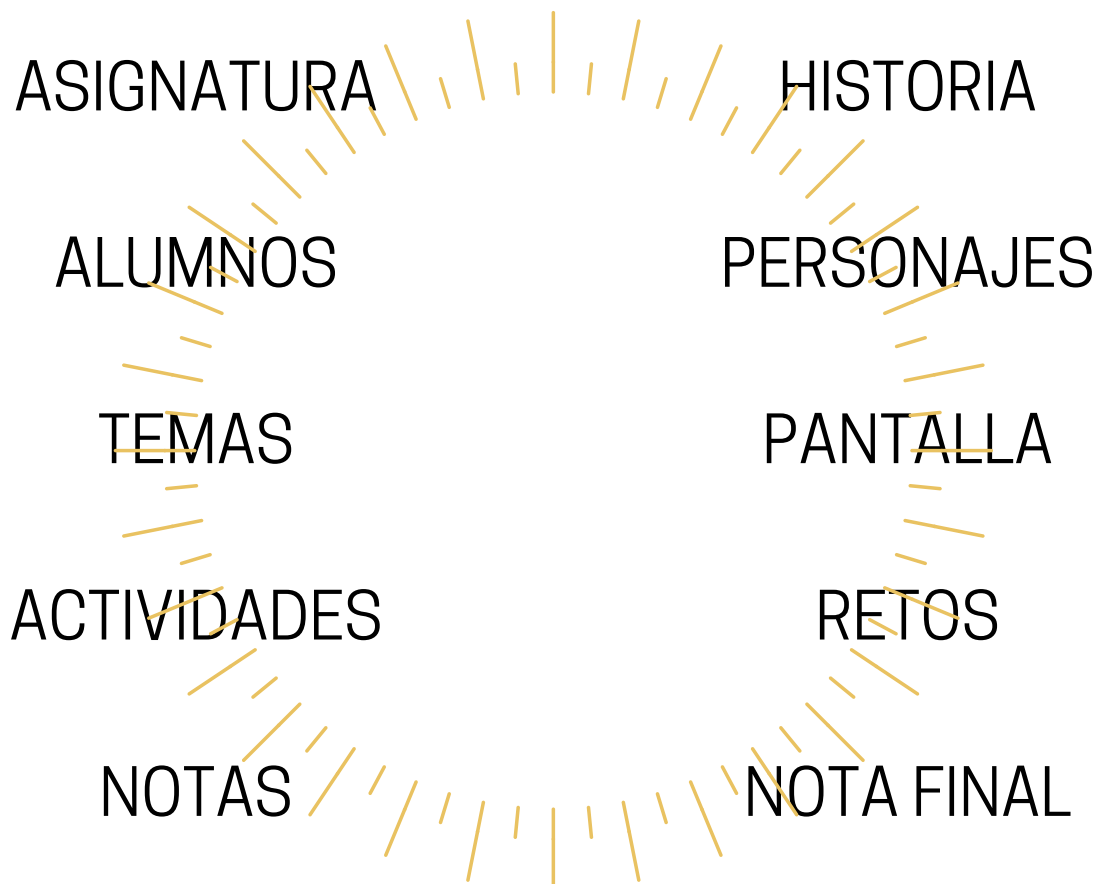 ASIGNATURA
HISTORIA
ALUMNOS
PERSONAJES
TEMAS
PANTALLA
ACTIVIDADES
RETOS
NOTAS
NOTA FINAL